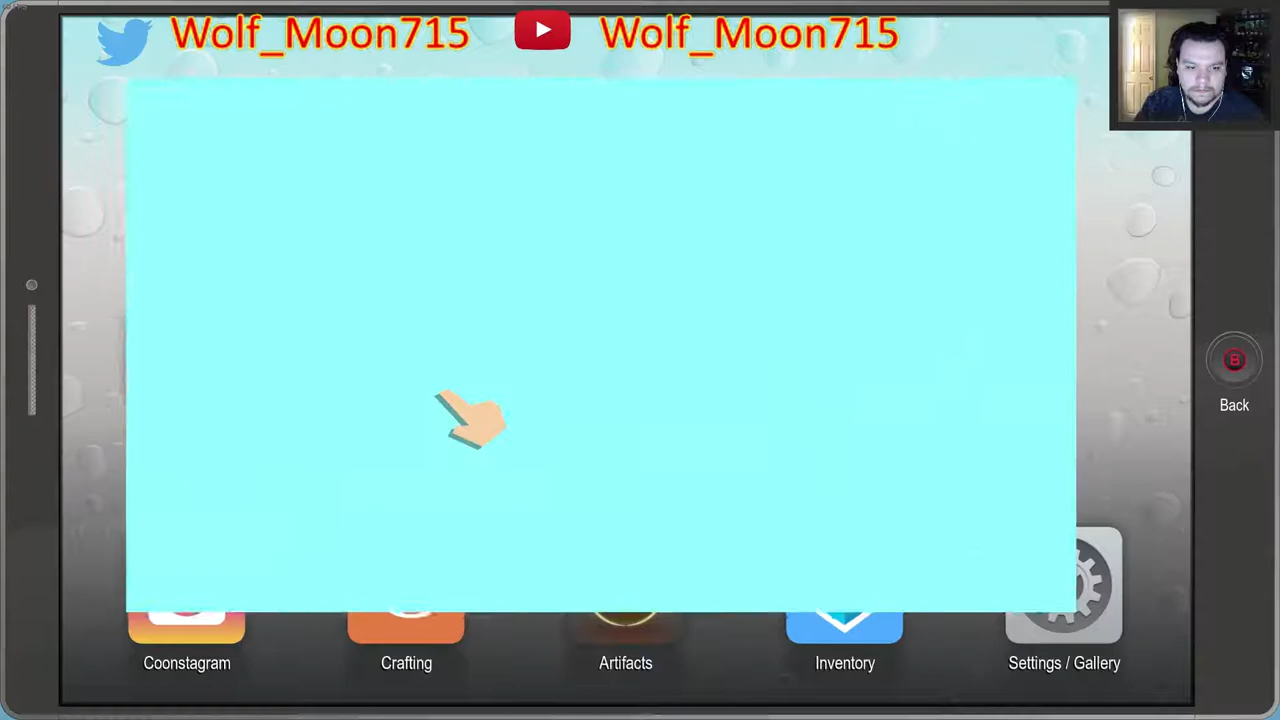 Wolf_Moon715 Wolf_Moon715
B
Back
Coonstagram Crafting Artifacts Inventory Settings / Gallery